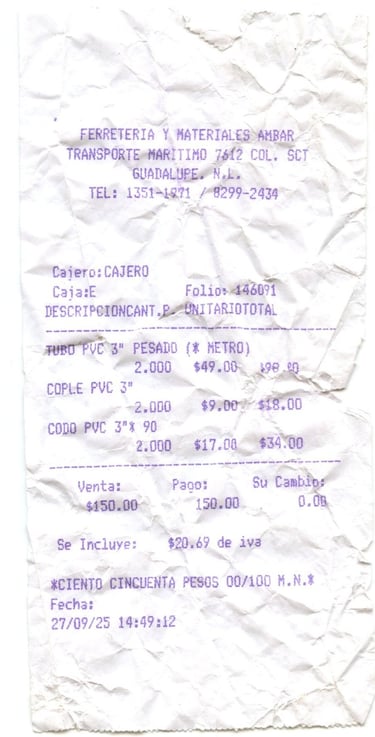 FERRETERIA Y MATERIALES AMBAR
TRANSPORTE MARITIMO 7612 COL. SCT
GUADALUPE. N.L.
TEL: 1351-1971 / 8299-2434
Cajero:CAJERO
Caja:E Folio: 146091
DESCRIPCIONCANT.P. UNITARIOTOTAL
TUBO PVC 3" PESADO (* METRO)
2.000 $49.00 $98.00
COPLE PVC 3"
2.000 $9.00 $18.00
CODO PVC 3"* 90
2.000 $17.00 $34.00
Venta: Pago: Su Cambio:
$150.00 150.00 0.00
Se Incluye: $20.69 de iva
*CIENTO CINCUENTA PESOS 00/100 M.N.*
Fecha:
27/09/25 14:49:12